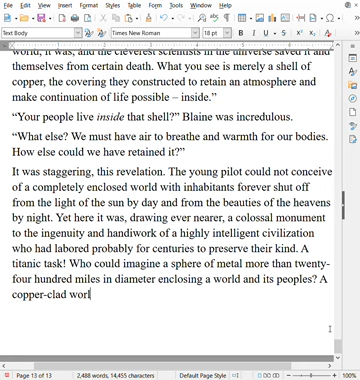 File Edit View Insert Format Styles Table Form Tools Window Help
Text Body Times New Roman 18 pt
world, it was, and the cleverest scientists in the universe saved it and
themselves from certain death. What you see is merely a shell of
copper, the covering they constructed to retain an atmosphere and
make continuation of life possible – inside.”
“Your people live inside that shell?” Blaine was incredulous.
“What else? We must have air to breathe and warmth for our bodies.
How else could we have retained it?”
It was staggering, this revelation. The young pilot could not conceive
of a completely enclosed world with inhabitants forever shut off
from the light of the sun by day and from the beauties of the heavens
by night. Yet here it was, drawing ever nearer, a colossal monument
to the ingenuity and handiwork of a highly intelligent civilization
who had labored probably for centuries to preserve their kind. A
titanic task! Who could imagine a sphere of metal more than twenty-
four hundred miles in diameter enclosing a world and its peoples? A
copper-clad worl
Page 13 of 13 2,488 words, 14,455 characters Default Page Style 100%